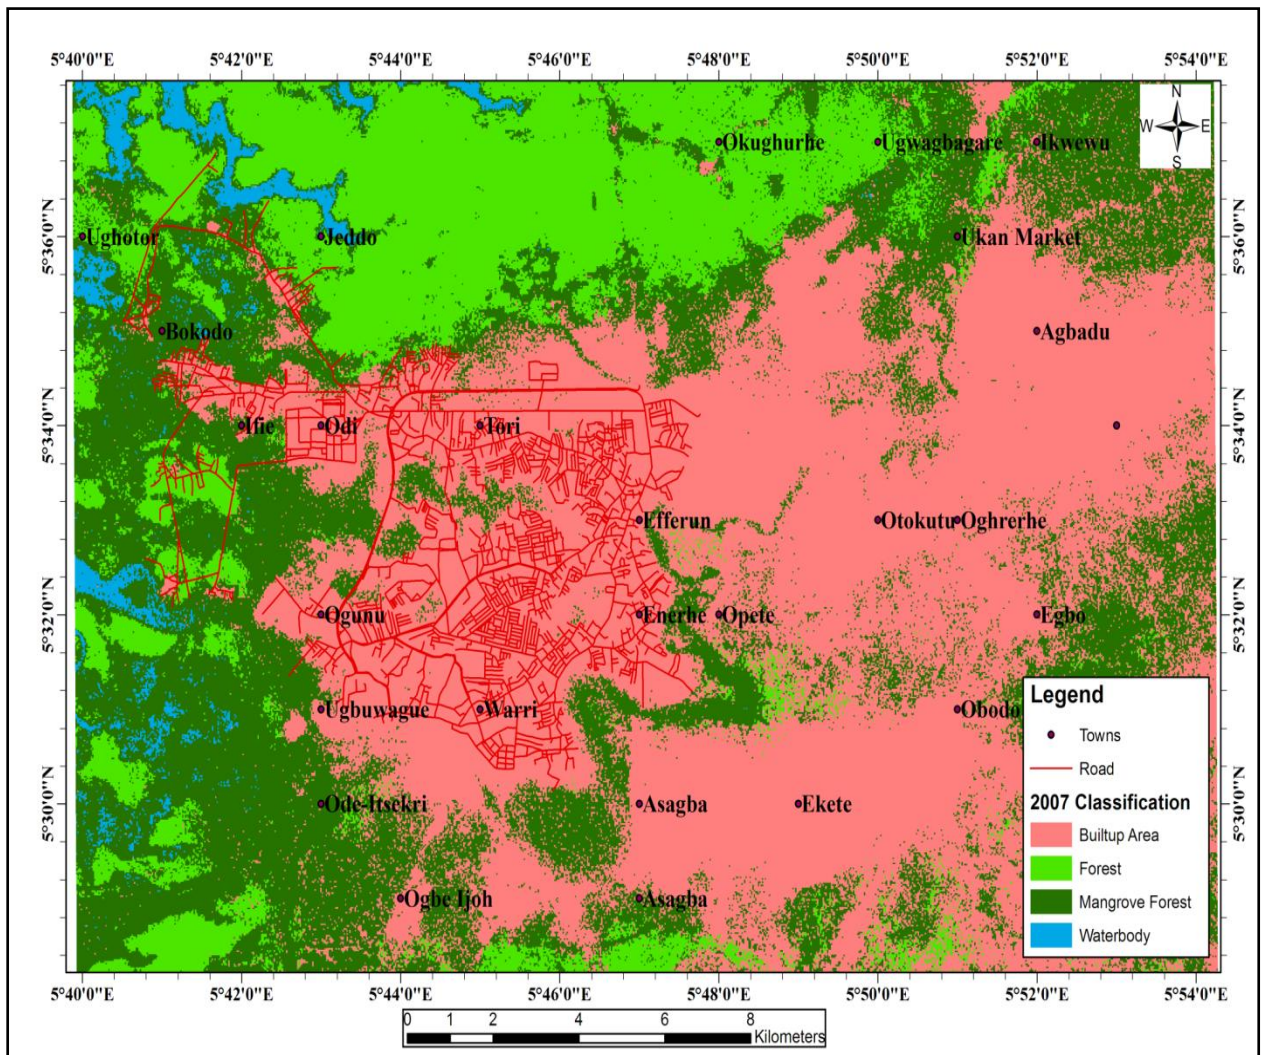 5°40'0"E 5°42'0"E 5°44'0"E 5°46'0"E 5°48'0"E 5°50'0"E 5°52'0"E 5°54'0"E
N
W E
S
Okughurhe Ugwagbagare Ikwewu
5°36'0"N Ughotor Jeddo Ukan Market 5°36'0"N
Bokodo Agbadu
5°34'0"N Ifie Odi Tori 5°34'0"N
Efferun Otokutu Oghrerhe
5°32'0"N Ogunu Enerhe Opete Egbo 5°32'0"N
Ugbuwague Warri Obodo
5°30'0"N Ode-Itsekri Asagba Ekete 5°30'0"N
Ogbe Ijoh Asagba
Legend
Towns
Road
2007 Classification
Builtup Area
Forest
Mangrove Forest
Waterbody
5°40'0"E 5°42'0"E 5°44'0"E 5°46'0"E 5°48'0"E 5°50'0"E 5°52'0"E 5°54'0"E
0 1 2 4 6 8
Kilometers